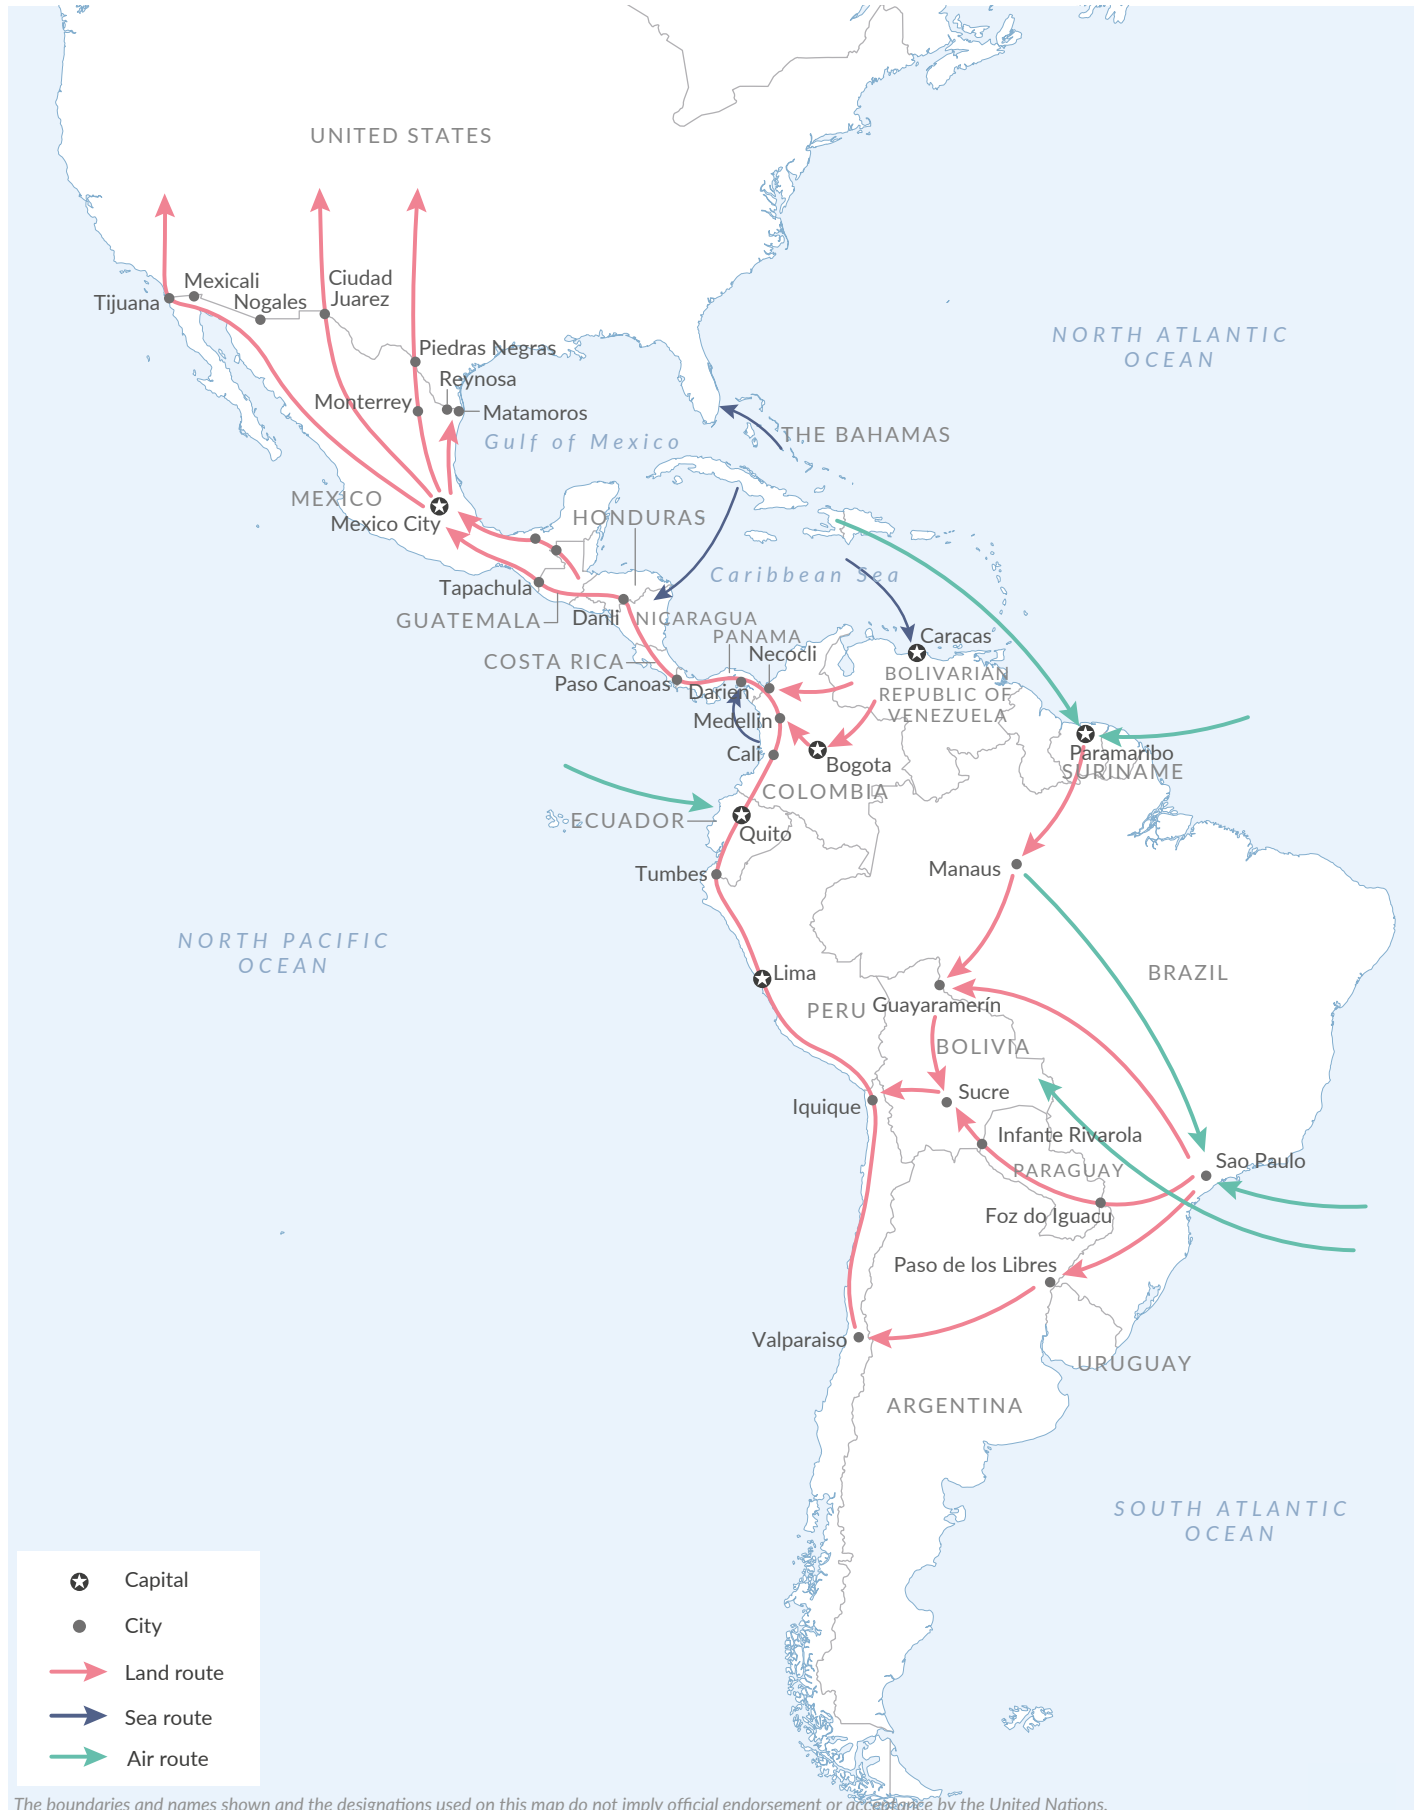 UNITED STATES
Mexicali
Ciudad
Juarez
Nogales
Tijuana
NORTH ATLANTIC
OCEAN
Piedras Negras
Reynosa
Monterrey
Matamoros
THE BAHAMAS
Gulf of Mexico
MEXICO
Mexico City
HONDURAS
Caribbean Sea
Tapachula
GUATEMALA
Danli
NICARAGUA
PANAMA
Caracas
COSTA RICA
Necocli
Paso Canoas
Darien
BOLIVARIAN
REPUBLIC OF
VENEZUELA
Medellin
Cali
Bogota
Paramaribo
SURINAME
COLOMBIA
ECUADOR
Quito
Tumbes
Manaus
NORTH PACIFIC
OCEAN
Lima
BRAZIL
PERU
Guayaramerín
BOLIVIA
Sucre
Iquique
Infante Rivarola
Sao Paulo
PARAGUAY
Foz do Iguacu
Paso de los Libres
Valparaiso
URUGUAY
ARGENTINA
SOUTH ATLANTIC
OCEAN
Capital
City
Land route
Sea route
Air route
The boundaries and names shown and the designations used on this map do not imply official endorsement or acceptance by the United Nations.